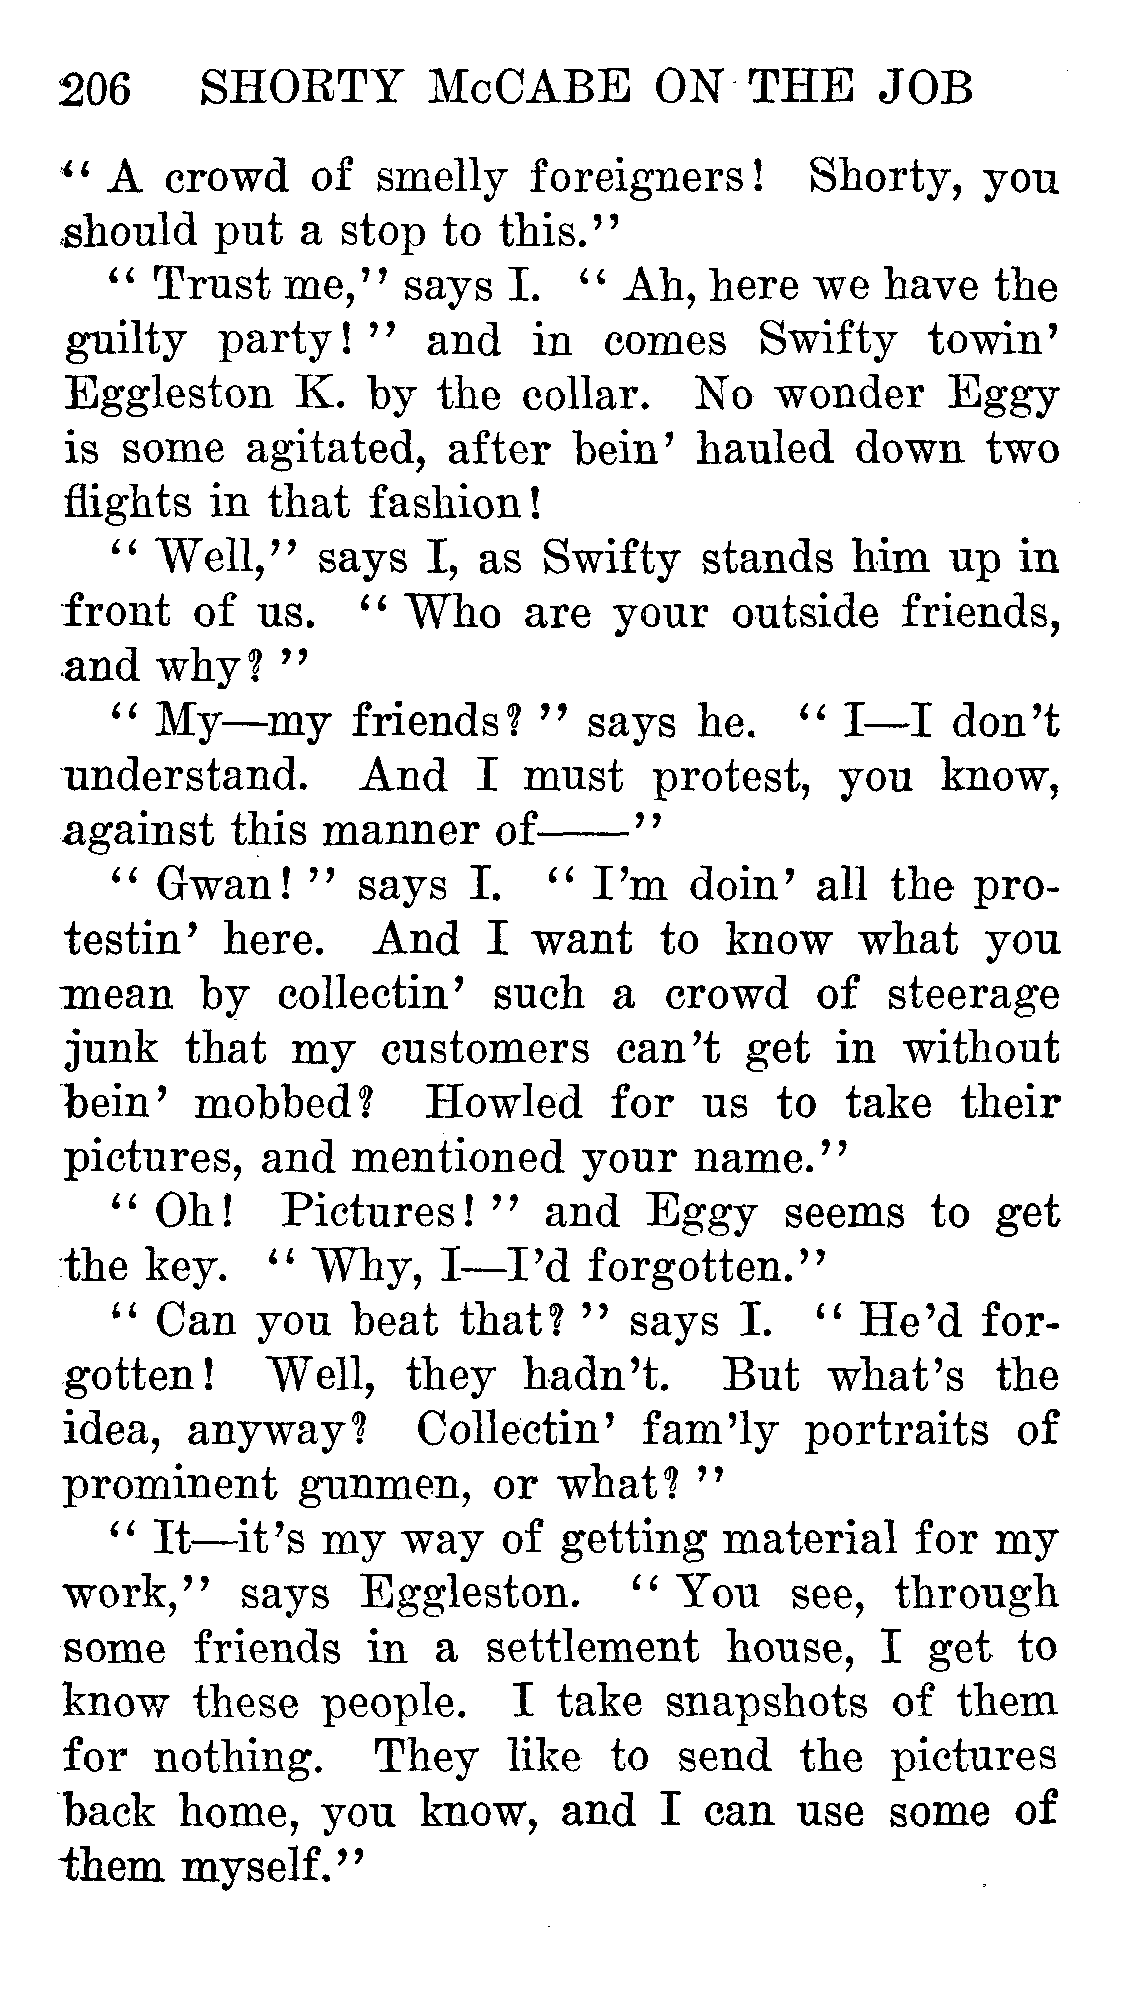 206 SHORTY McCABE ON THE JOB
“ A crowd of smelly foreigners! Shorty, you
should put a stop to this.”
“ Trust me,” says I. “ Ah, here we have the
guilty party! ” and in comes Swifty towin’
Eggleston K. by the collar. No wonder Eggy
is some agitated, after bein’ hauled down two
flights in that fashion!
“ Well,” says I, as Swifty stands him up in
front of us. “ Who are your outside friends,
and why? ”
“ My—my friends? ” says he. “ I—I don’t
understand. And I must protest, you know,
against this manner of——”
“ Gwan! ” says I. “ I’m doin’ all the pro-
testin’ here. And I want to know what you
mean by collectin’ such a crowd of steerage
junk that my customers can’t get in without
bein’ mobbed? Howled for us to take their
pictures, and mentioned your name.”
“ Oh! Pictures! ” and Eggy seems to get
the key. “ Why, I—I’d forgotten.”
“ Can you beat that? ” says I. “ He’d for-
gotten! Well, they hadn’t. But what’s the
idea, anyway? Collectin’ fam’ly portraits of
prominent gunmen, or what? ”
“ It—it’s my way of getting material for my
work,” says Eggleston. “ You see, through
some friends in a settlement house, I get to
know these people. I take snapshots of them
for nothing. They like to send the pictures
back home, you know, and I can use some of
them myself.”